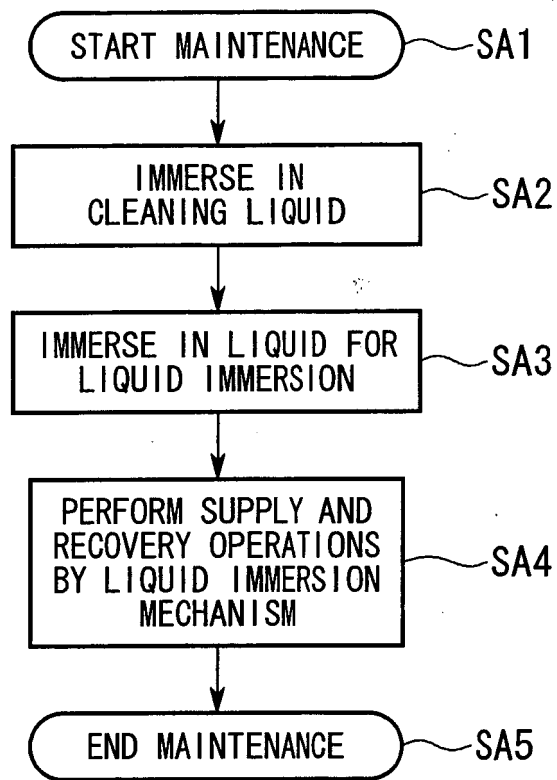 START MAINTENANCE
SA1
IMMERSE IN
CLEANING LIQUID
SA2
IMMERSE IN LIQUID FOR
LIQUID IMMERSION
SA3
PERFORM SUPPLY AND
RECOVERY OPERATIONS
BY LIQUID IMMERSION
MECHANISM
SA4
END MAINTENANCE
SA5